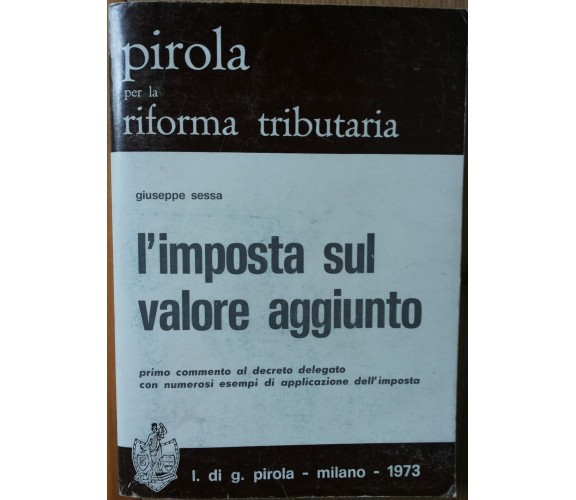 pirola
per la
riforma tributaria
giuseppe sessa
l'imposta sul
valore aggiunto
primo commento al decreto delegato
con numerosi esempi di applicazione dell'imposta
l. di g. pirola - milano - 1973